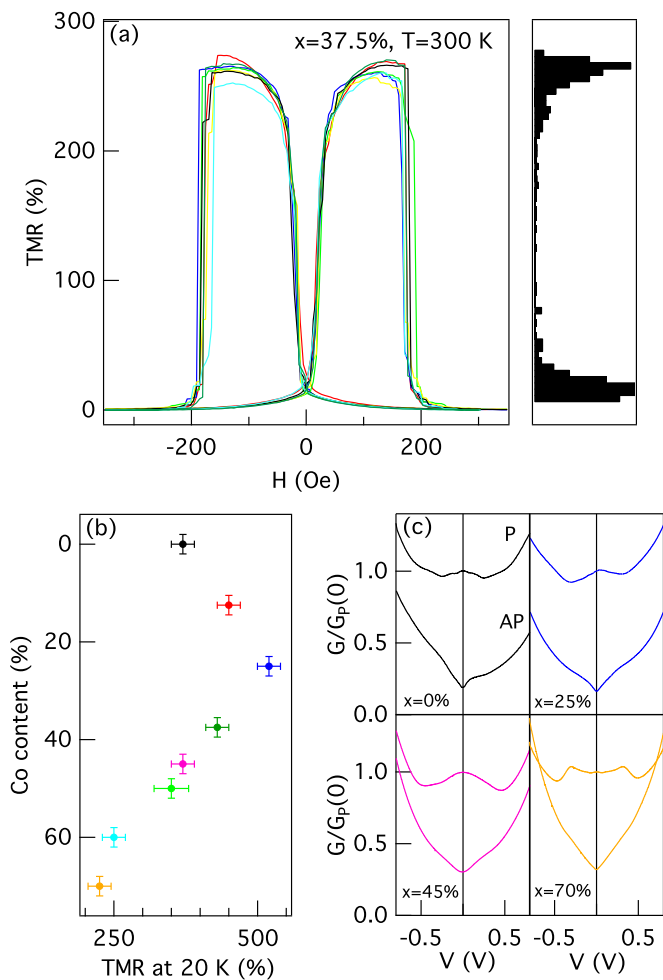 (a)
x=37.5%, T=300 K
300
200
100
0
TMR (%)
-200 0 200
H (Oe)
(b)
0
20
40
60
Co content (%)
250 500
TMR at 20 K (%)
(c)
P
AP
x=0%
x=25%
1.0
0.5
0.0
G/G_P(0)
x=45%
x=70%
1.0
0.5
0.0
G/G_P(0)
-0.5 0.5 -0.5 0.5
V (V) V (V)